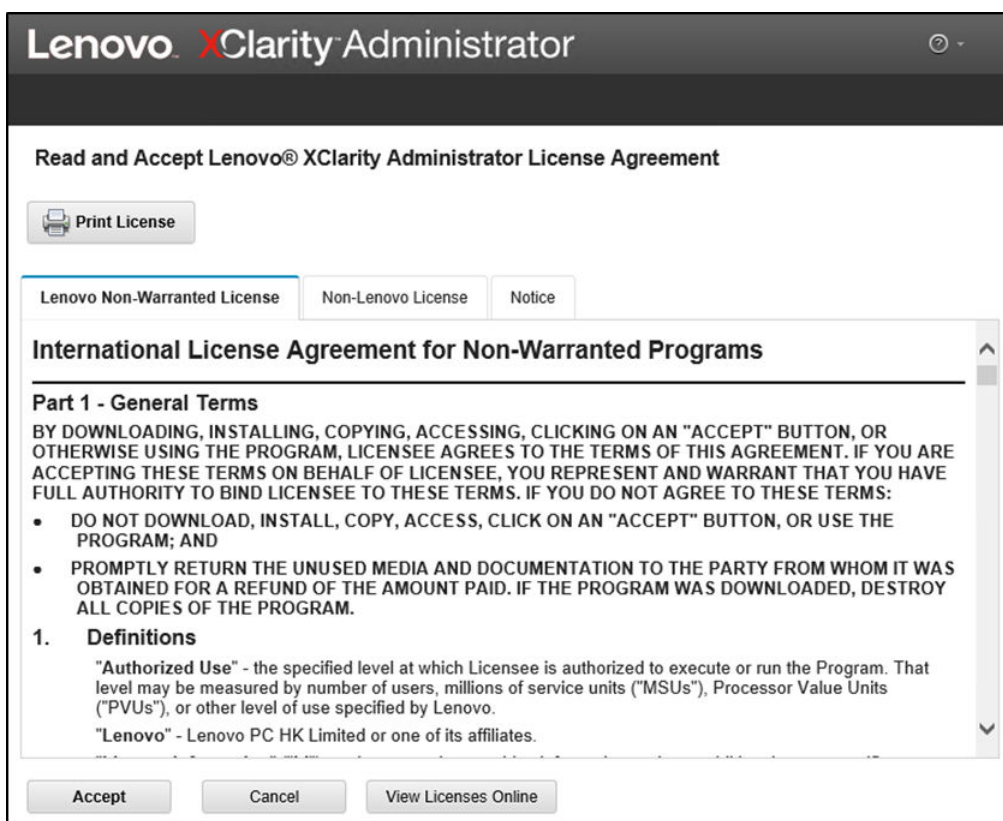 Lenovo™ XClarity™ Administrator
Read and Accept Lenovo® XClarity Administrator License Agreement
Print License
Lenovo Non-Warranted License Non-Lenovo License Notice
International License Agreement for Non-Warranted Programs
Part 1 - General Terms
BY DOWNLOADING, INSTALLING, COPYING, ACCESSING, CLICKING ON AN "ACCEPT" BUTTON, OR
OTHERWISE USING THE PROGRAM, LICENSEE AGREES TO THE TERMS OF THIS AGREEMENT. IF YOU ARE
ACCEPTING THESE TERMS ON BEHALF OF LICENSEE, YOU REPRESENT AND WARRANT THAT YOU HAVE
FULL AUTHORITY TO BIND LICENSEE TO THESE TERMS. IF YOU DO NOT AGREE TO THESE TERMS:
• DO NOT DOWNLOAD, INSTALL, COPY, ACCESS, CLICK ON AN "ACCEPT" BUTTON, OR USE THE
PROGRAM; AND
• PROMPTLY RETURN THE UNUSED MEDIA AND DOCUMENTATION TO THE PARTY FROM WHOM IT WAS
OBTAINED FOR A REFUND OF THE AMOUNT PAID. IF THE PROGRAM WAS DOWNLOADED, DESTROY
ALL COPIES OF THE PROGRAM.
1. Definitions
"Authorized Use" - the specified level at which Licensee is authorized to execute or run the Program. That
level may be measured by number of users, millions of service units ("MSUs"), Processor Value Units
("PVUs"), or other level of use specified by Lenovo.
"Lenovo" - Lenovo PC HK Limited or one of its affiliates.
Accept Cancel View Licenses Online